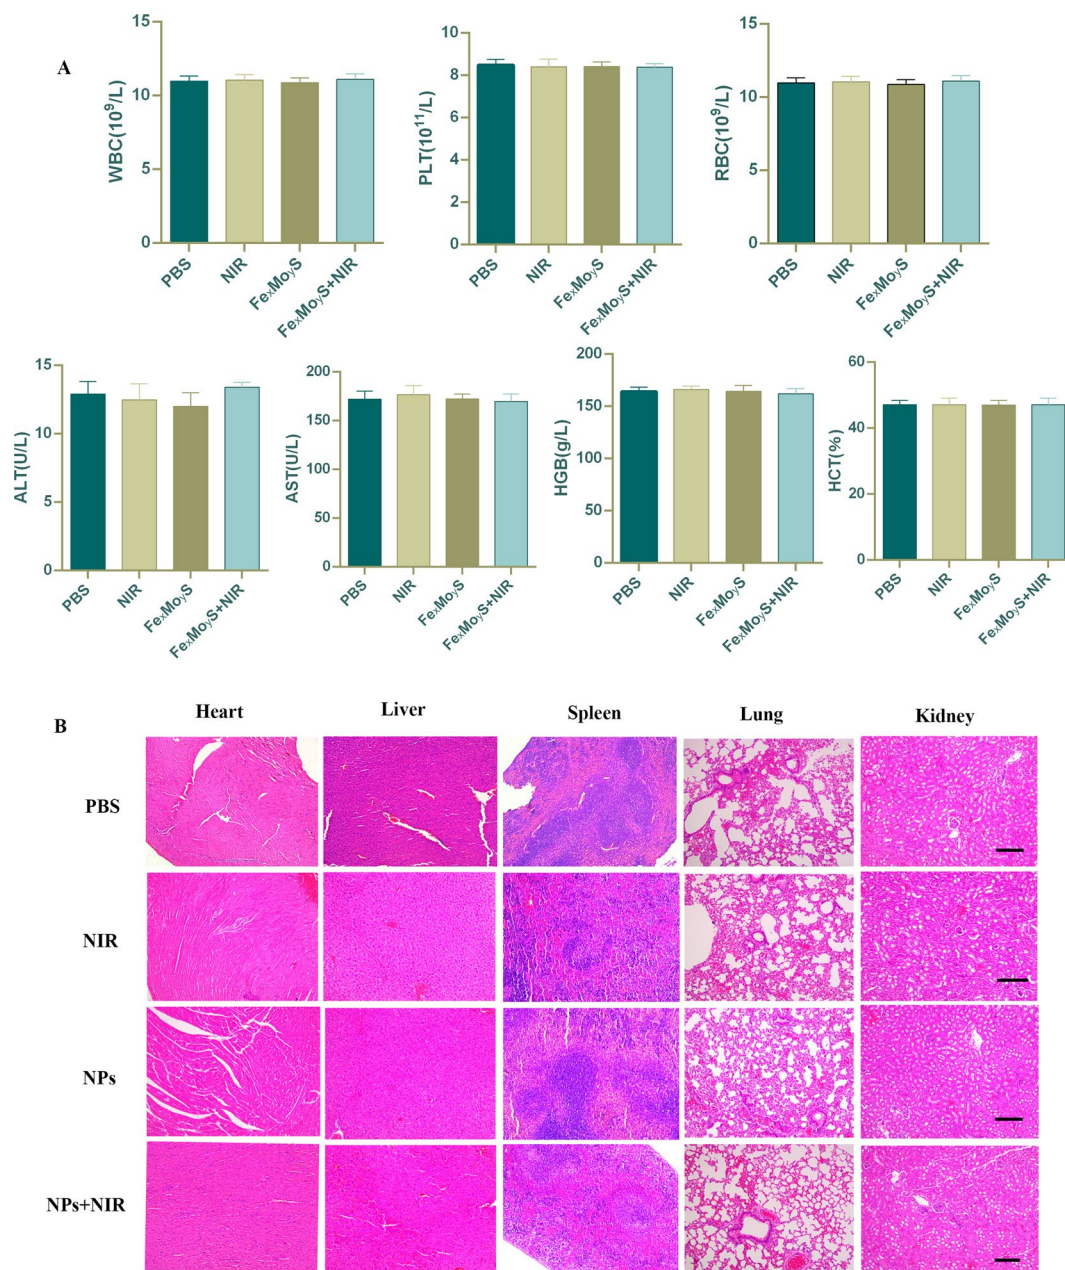 A
WBC(10⁹/L)
15
10
5
0
PBS
NIR
FeₓMoᵧS
FeₓMoᵧS+NIR
PLT(10¹¹/L)
10
8
6
4
2
0
PBS
NIR
FeₓMoᵧS
FeₓMoᵧS+NIR
RBC(10⁹/L)
15
10
5
0
PBS
NIR
FeₓMoᵧS
FeₓMoᵧS+NIR
ALT(U/L)
15
10
5
0
PBS
NIR
FeₓMoᵧS
FeₓMoᵧS+NIR
AST(U/L)
200
150
100
50
0
PBS
NIR
FeₓMoᵧS
FeₓMoᵧS+NIR
HGB(g/L)
200
150
100
50
0
PBS
NIR
FeₓMoᵧS
FeₓMoᵧS+NIR
HCT(%)
60
40
20
0
PBS
NIR
FeₓMoᵧS
FeₓMoᵧS+NIR
B
Heart Liver Spleen Lung Kidney
PBS
NIR
NPs
NPs+NIR